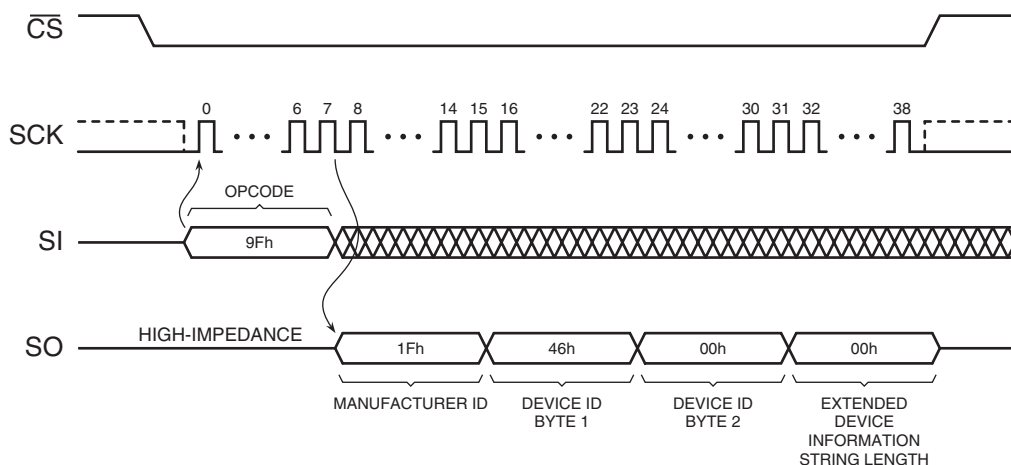 CS
0 6 7 8 14 15 16 22 23 24 30 31 32 38
SCK
OPCODE
SI
9Fh
HIGH-IMPEDANCE
SO
1Fh 46h 00h 00h
MANUFACTURER ID
DEVICE ID
BYTE 1
DEVICE ID
BYTE 2
EXTENDED
DEVICE
INFORMATION
STRING LENGTH